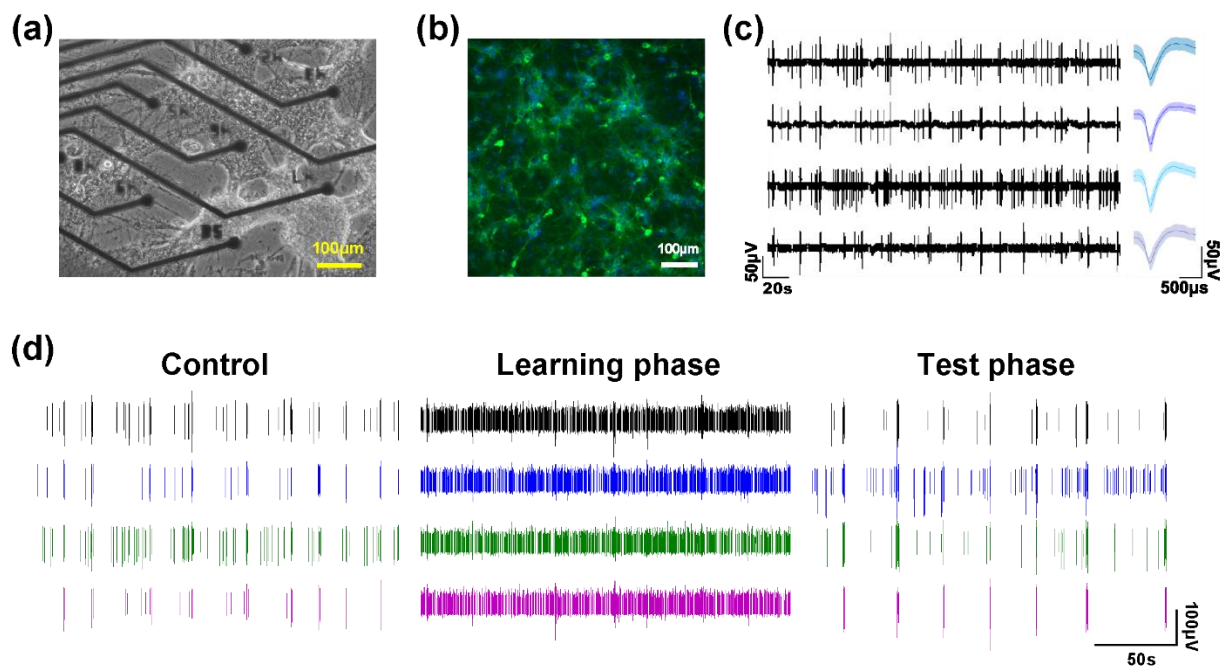 (a)
100μm
(b)
100μm
(c)
50μV
20s
50μV
500μs
(d)
Control
Learning phase
Test phase
100μV
50s